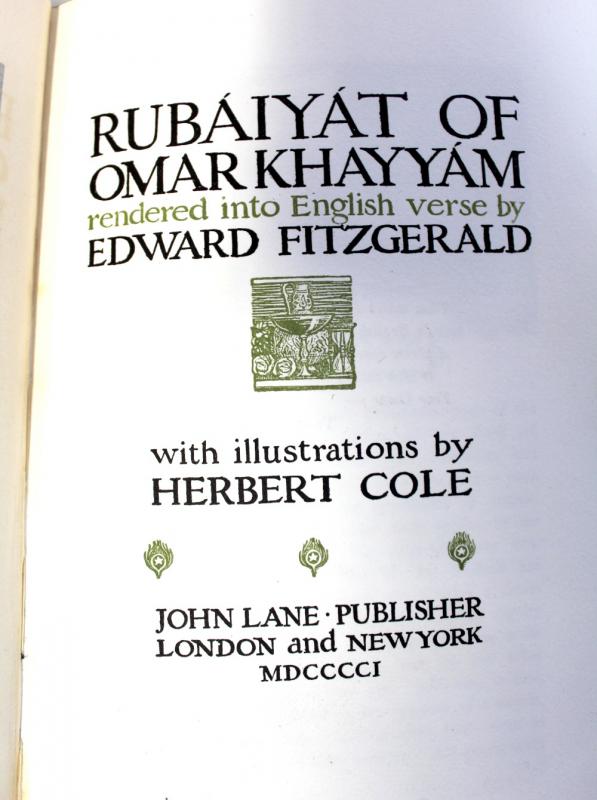 RUBÁIYÁT OF
OMAR KHAYYÁM
rendered into English verse by
EDWARD FITZGERALD
with illustrations by
HERBERT COLE
JOHN LANE · PUBLISHER
LONDON and NEW YORK
MDCCCCI